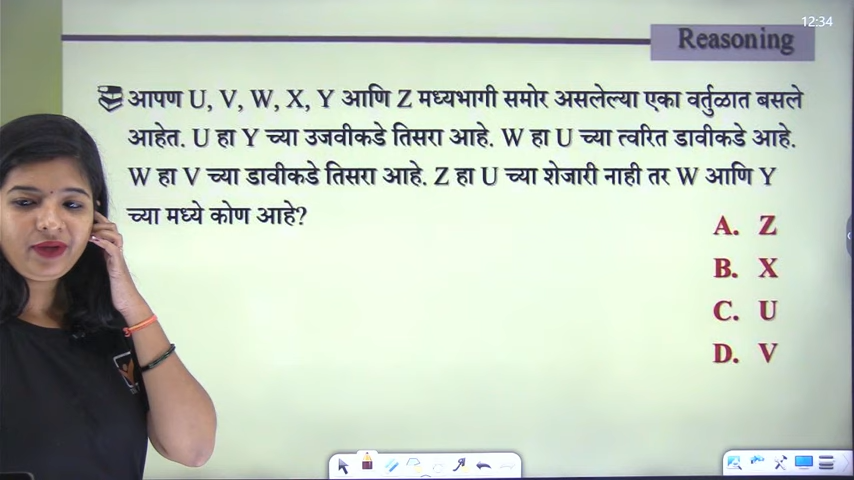 12:34
Reasoning
आपण U, V, W, X, Y आणि Z मध्यभागी समोर असलेल्या एका वर्तुळात बसले
आहेत. U हा Y च्या उजवीकडे तिसरा आहे. W हा U च्या त्वरित डावीकडे आहे.
W हा V च्या डावीकडे तिसरा आहे. Z हा U च्या शेजारी नाही तर W आणि Y
च्या मध्ये कोण आहे?
A. Z
B. X
C. U
D. V